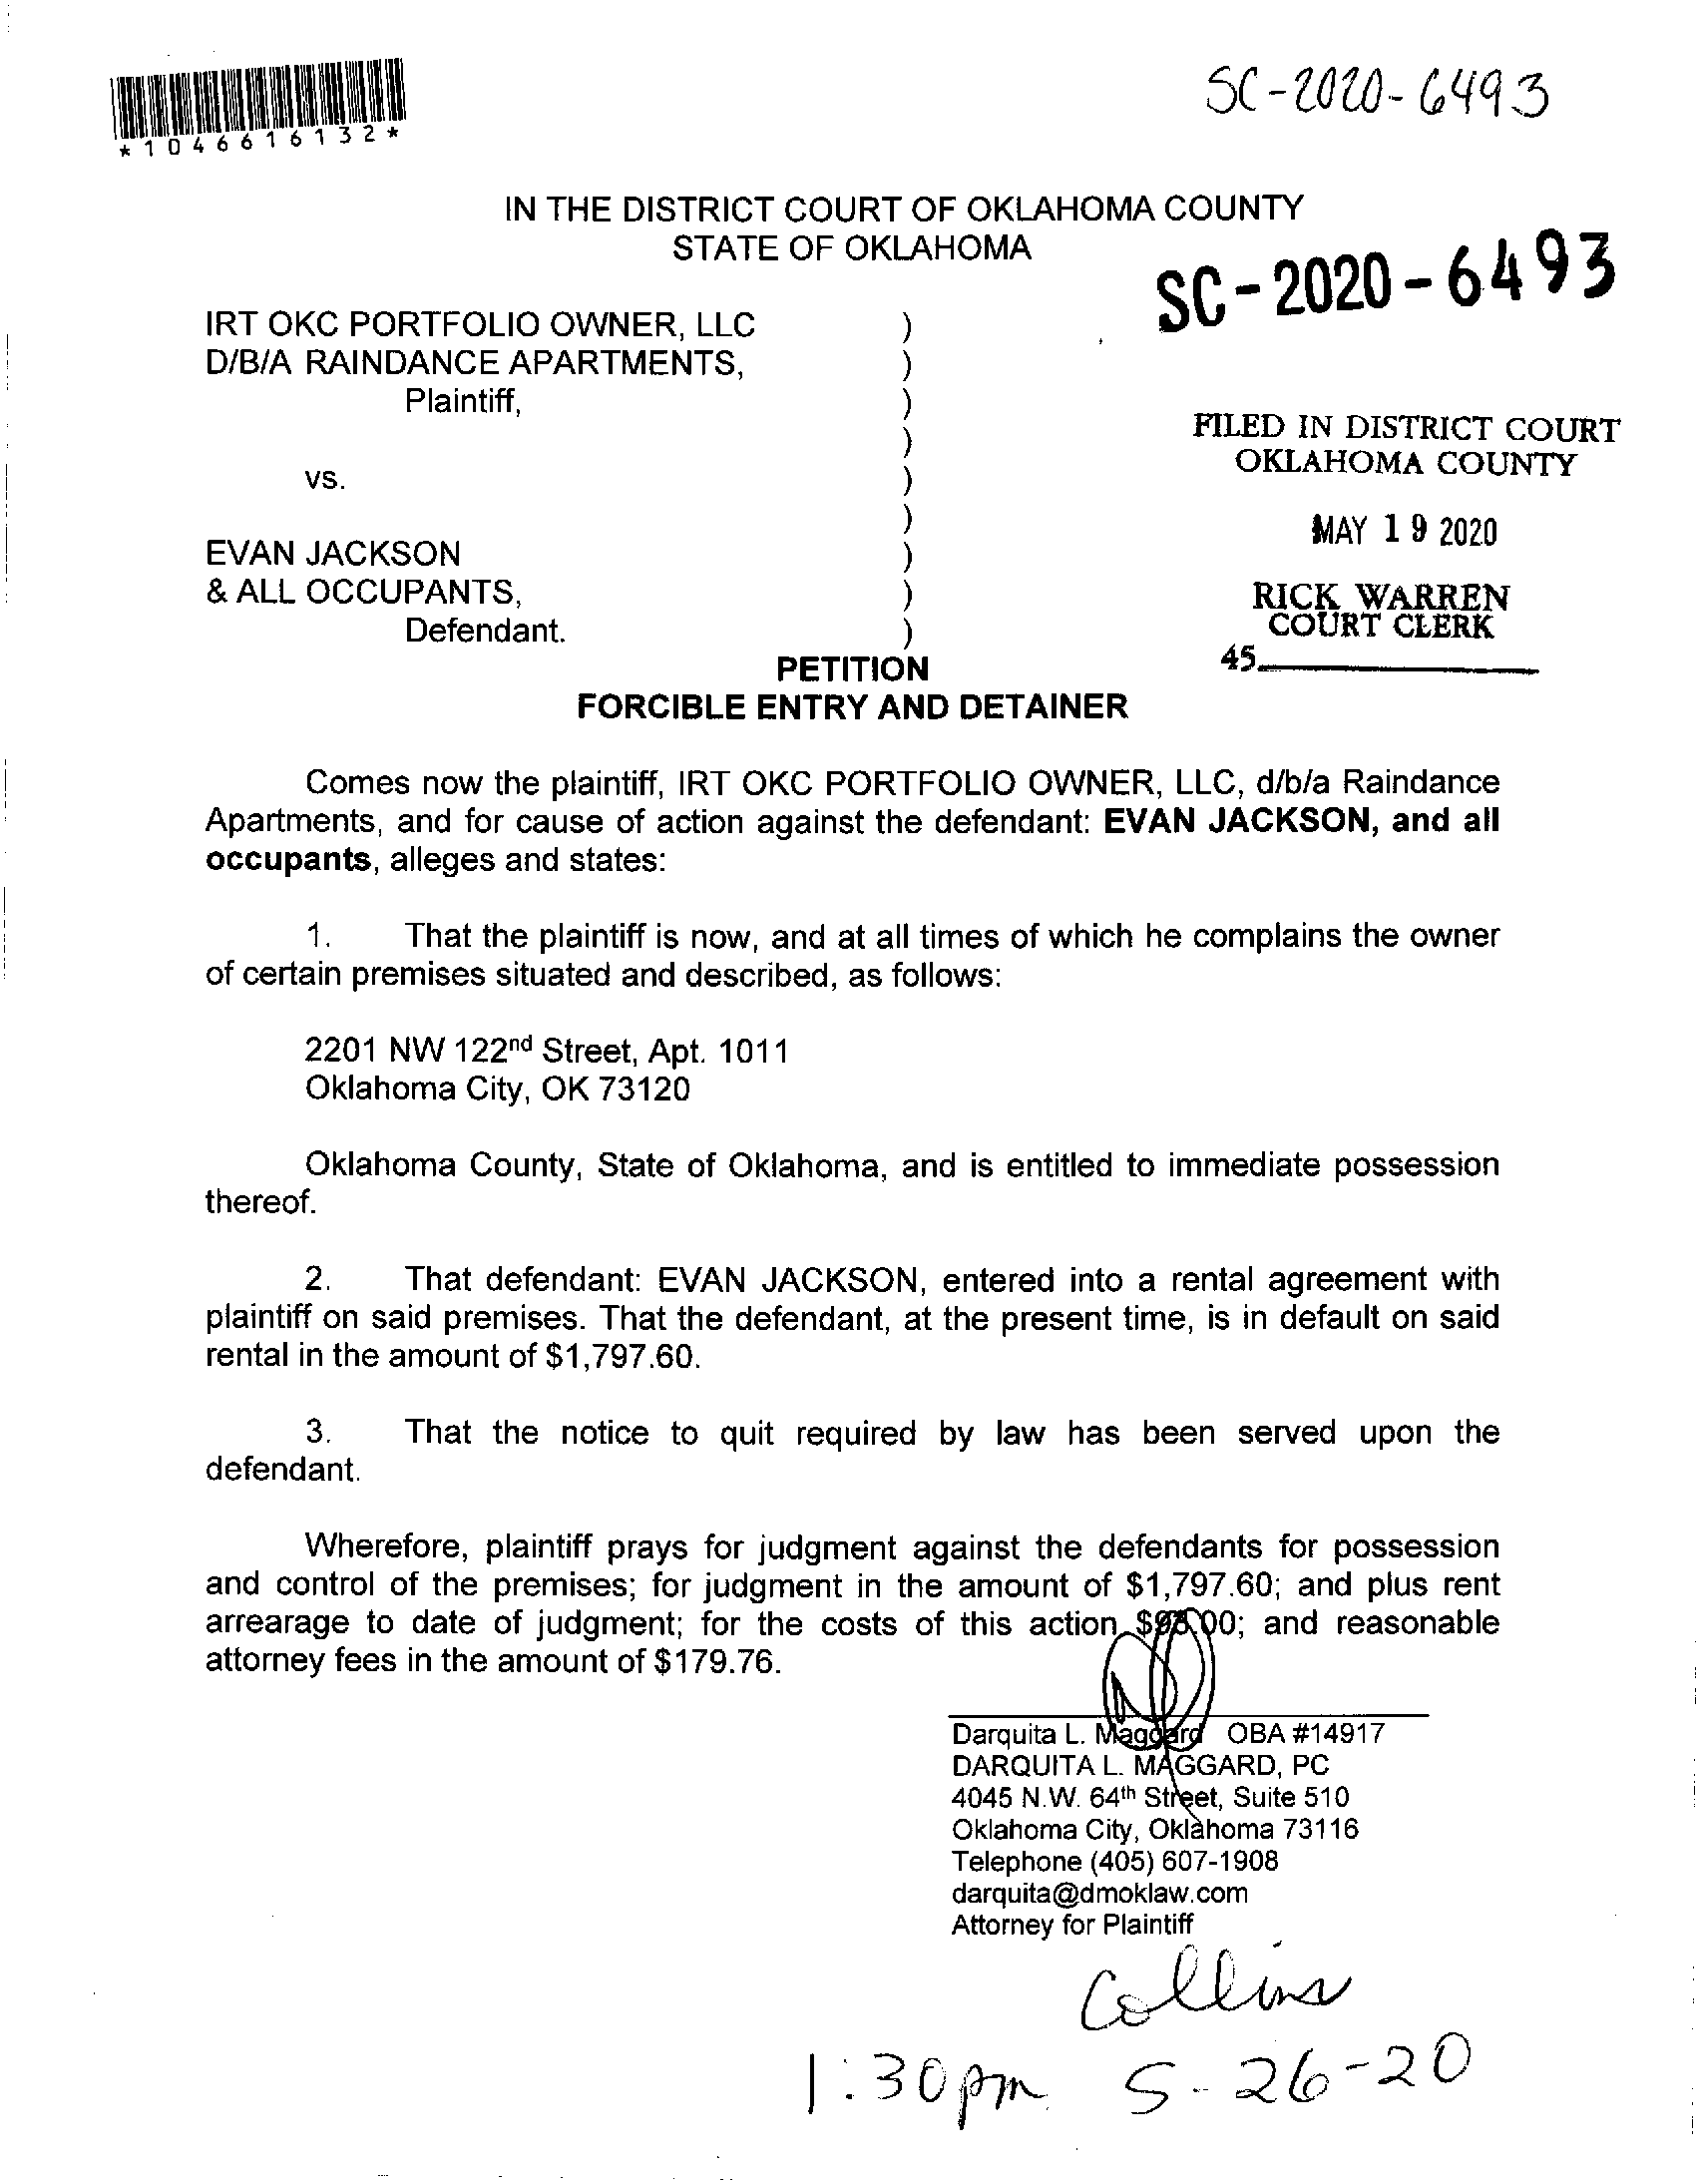 SC-2020-6493
*1046616132*
IN THE DISTRICT COURT OF OKLAHOMA COUNTY
STATE OF OKLAHOMA
SC-2020-6493
IRT OKC PORTFOLIO OWNER, LLC )
D/B/A RAINDANCE APARTMENTS, )
Plaintiff, )
)
vs. )
)
EVAN JACKSON )
& ALL OCCUPANTS, )
Defendant. )
FILED IN DISTRICT COURT
OKLAHOMA COUNTY
MAY 19 2020
RICK WARREN
COURT CLERK
45
PETITION
FORCIBLE ENTRY AND DETAINER
Comes now the plaintiff, IRT OKC PORTFOLIO OWNER, LLC, d/b/a Raindance
Apartments, and for cause of action against the defendant: EVAN JACKSON, and all
occupants, alleges and states:
1. That the plaintiff is now, and at all times of which he complains the owner
of certain premises situated and described, as follows:
2201 NW 122nd Street, Apt. 1011
Oklahoma City, OK 73120
Oklahoma County, State of Oklahoma, and is entitled to immediate possession
thereof.
2. That defendant: EVAN JACKSON, entered into a rental agreement with
plaintiff on said premises. That the defendant, at the present time, is in default on said
rental in the amount of $1,797.60.
3. That the notice to quit required by law has been served upon the
defendant.
Wherefore, plaintiff prays for judgment against the defendants for possession
and control of the premises; for judgment in the amount of $1,797.60; and plus rent
arrearage to date of judgment; for the costs of this action and reasonable
attorney fees in the amount of $179.76.
Darquita L. Maggard OBA #14917
DARQUITA L. MAGGARD, PC
4045 N.W. 64th Street, Suite 510
Oklahoma City, Oklahoma 73116
Telephone (405) 607-1908
darquita@dmoklaw.com
Attorney for Plaintiff
Collins
1:30pm 5-26-20